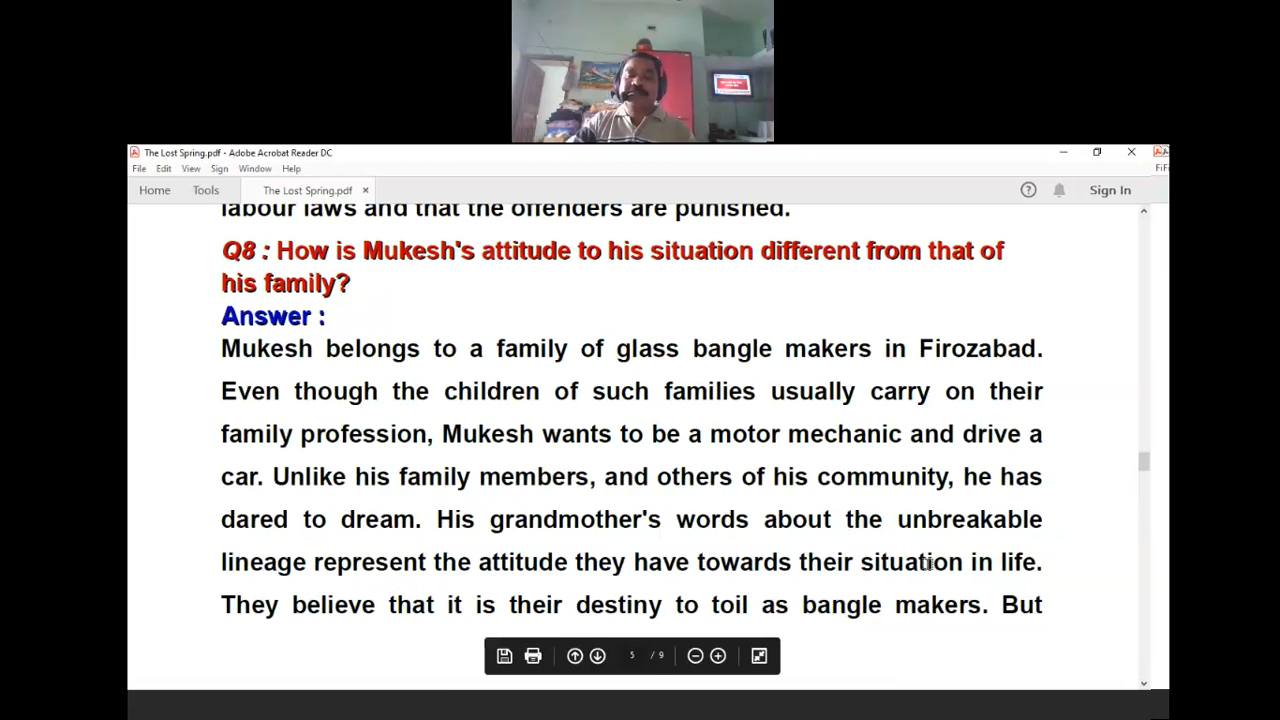 The Lost Spring.pdf - Adobe Acrobat Reader DC
File Edit View Sign Window Help
Home Tools The Lost Spring.pdf × Sign In
labour laws and that the offenders are punished.
Q8 : How is Mukesh's attitude to his situation different from that of
his family?
Answer :
Mukesh belongs to a family of glass bangle makers in Firozabad.
Even though the children of such families usually carry on their
family profession, Mukesh wants to be a motor mechanic and drive a
car. Unlike his family members, and others of his community, he has
dared to dream. His grandmother's words about the unbreakable
lineage represent the attitude they have towards their situation in life.
They believe that it is their destiny to toil as bangle makers. But
5 / 9